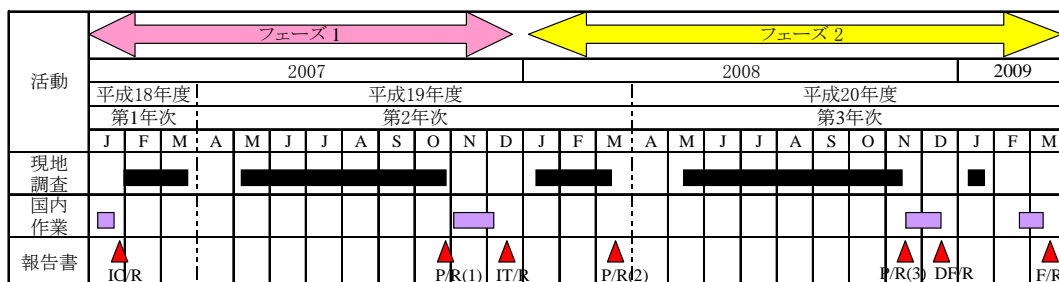 フェーズ 1 フェーズ 2
活動
2007 2008 2009
平成18年度 平成19年度 平成20年度
第1年次 第2年次 第3年次
J F M A M J J A S O N D J F M A M J J A S O N D J F M
現地
調査
国内
作業
報告書
IC/R P/R(1) IT/R P/R(2) P/R(3) DF/R F/R